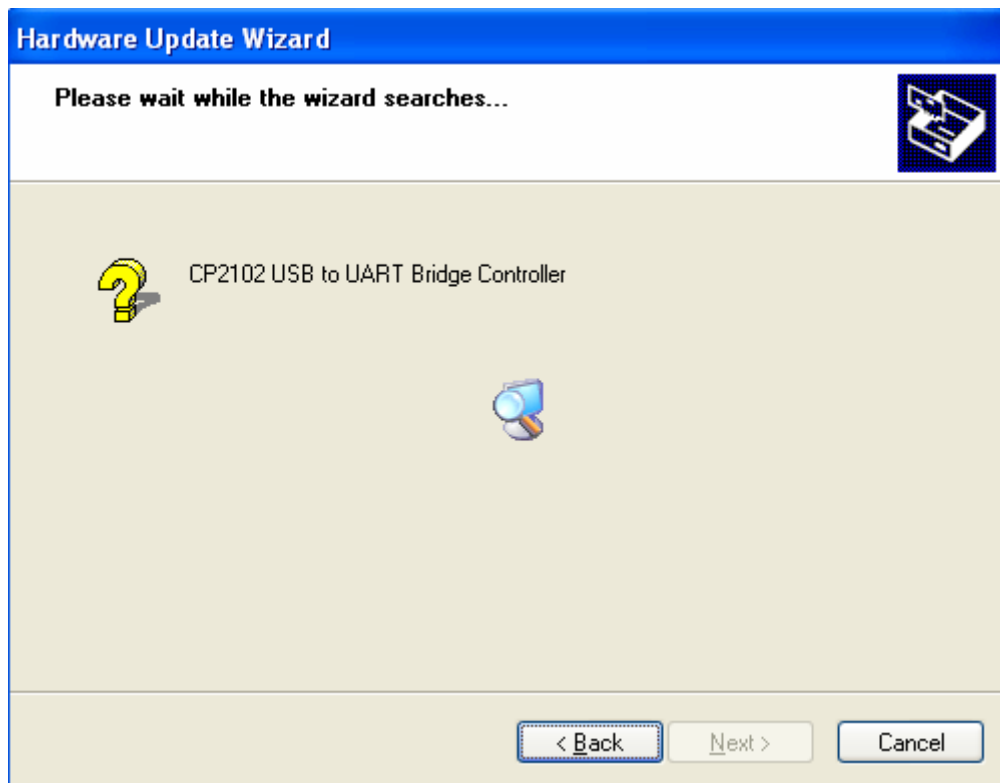 Hardware Update Wizard
Please wait while the wizard searches...
CP2102 USB to UART Bridge Controller
< Back
Next >
Cancel